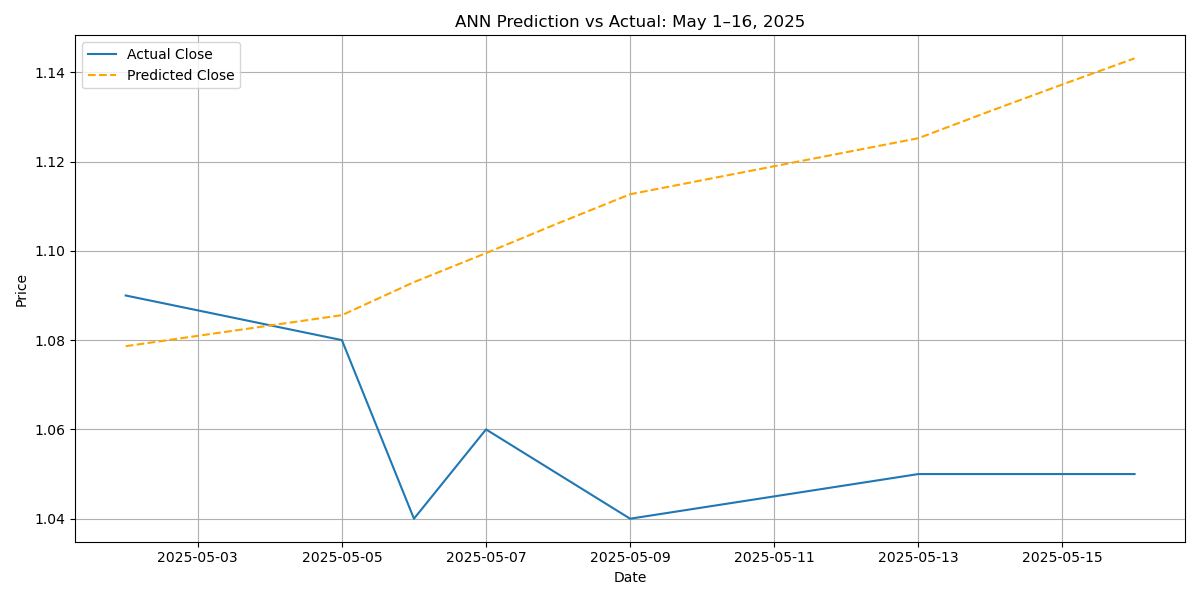 ANN Prediction vs Actual: May 1–16, 2025
Actual Close
Predicted Close
Price
1.14
1.12
1.10
1.08
1.06
1.04
2025-05-03
2025-05-05
2025-05-07
2025-05-09
2025-05-11
2025-05-13
2025-05-15
Date